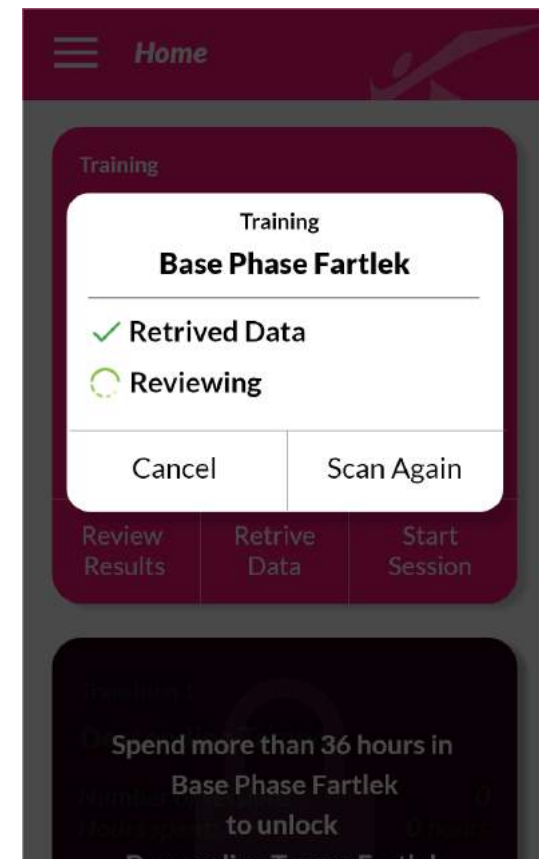 Home
Training
Training
Base Phase Fartlek
Retrived Data
Reviewing
Cancel
Scan Again
Review
Results
Retrive
Data
Start
Session
Spend more than 36 hours in
Base Phase Fartlek
to unlock